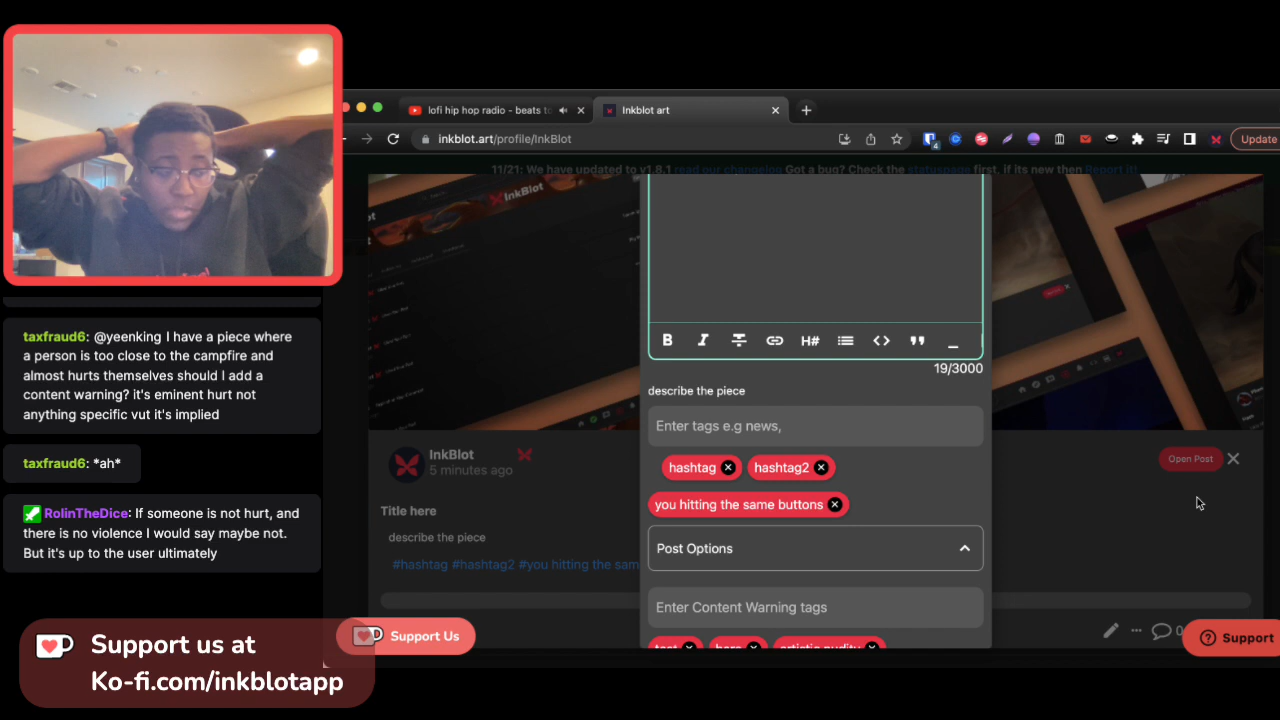 lofi hip hop radio - beats to
Inkblot art
inkblot.art/profile/InkBlot
4
Update
11/21: We have updated to v1.8.1 read our changelog Got a bug? Check the statuspage first, if its new then Report it!
InkBlot
taxfraud6: @yeenking I have a piece where
a person is too close to the campfire and
almost hurts themselves should I add a
content warning? it's eminent hurt not
anything specific vut it's implied
taxfraud6: *ah*
RolinTheDice: If someone is not hurt, and
there is no violence I would say maybe not.
But it's up to the user ultimately
Support us at
Ko-fi.com/inkblotapp
B I S H# _
19/3000
describe the piece
Enter tags e.g news,
hashtag hashtag2
you hitting the same buttons
Post Options
Enter Content Warning tags
test here artistic nudity
InkBlot
5 minutes ago
Open Post
Title here
describe the piece
#hashtag #hashtag2 #you hitting the sam
Support Us
0
Support